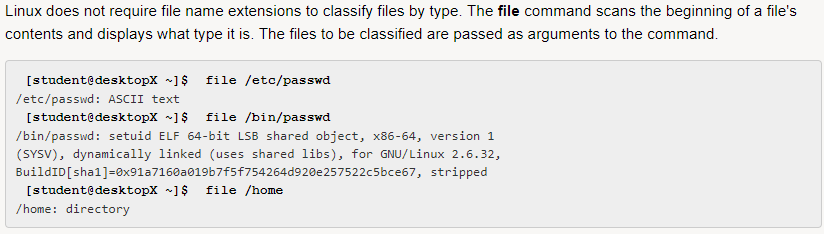 Linux does not require file name extensions to classify files by type. The file command scans the beginning of a file's
contents and displays what type it is. The files to be classified are passed as arguments to the command.
[student@desktopX ~]$ file /etc/passwd
/etc/passwd: ASCII text
[student@desktopX ~]$ file /bin/passwd
/bin/passwd: setuid ELF 64-bit LSB shared object, x86-64, version 1
(SYSV), dynamically linked (uses shared libs), for GNU/Linux 2.6.32,
BuildID[sha1]=0x91a7160a019b7f5f754264d920e257522c5bce67, stripped
[student@desktopX ~]$ file /home
/home: directory